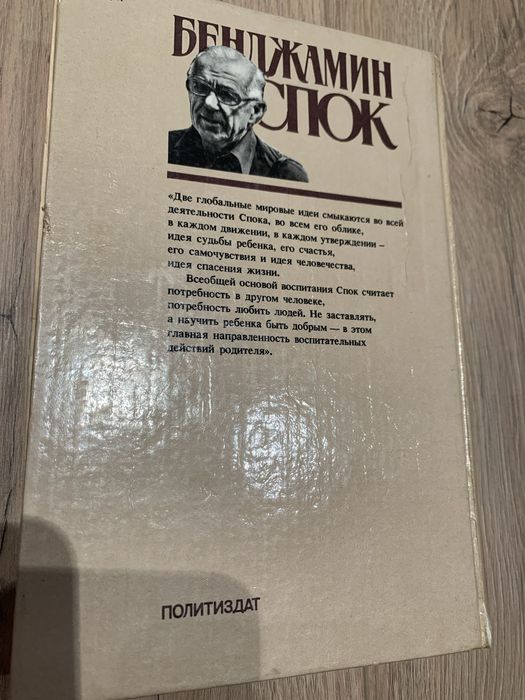 БЕНДЖАМИН
СПОК
«Две глобальные мировые идеи смыкаются во всей
деятельности Спока, во всем его облике,
в каждом движении, в каждом утверждении –
идея судьбы ребенка, его счастья,
его самочувствия и идея человечества,
идея спасения жизни.
Всеобщей основой воспитания Спок считает
потребность в другом человеке,
потребность любить людей. Не заставлять,
а научить ребенка быть добрым — в этом
главная направленность воспитательных
действий родителя».
ПОЛИТИЗДАТ